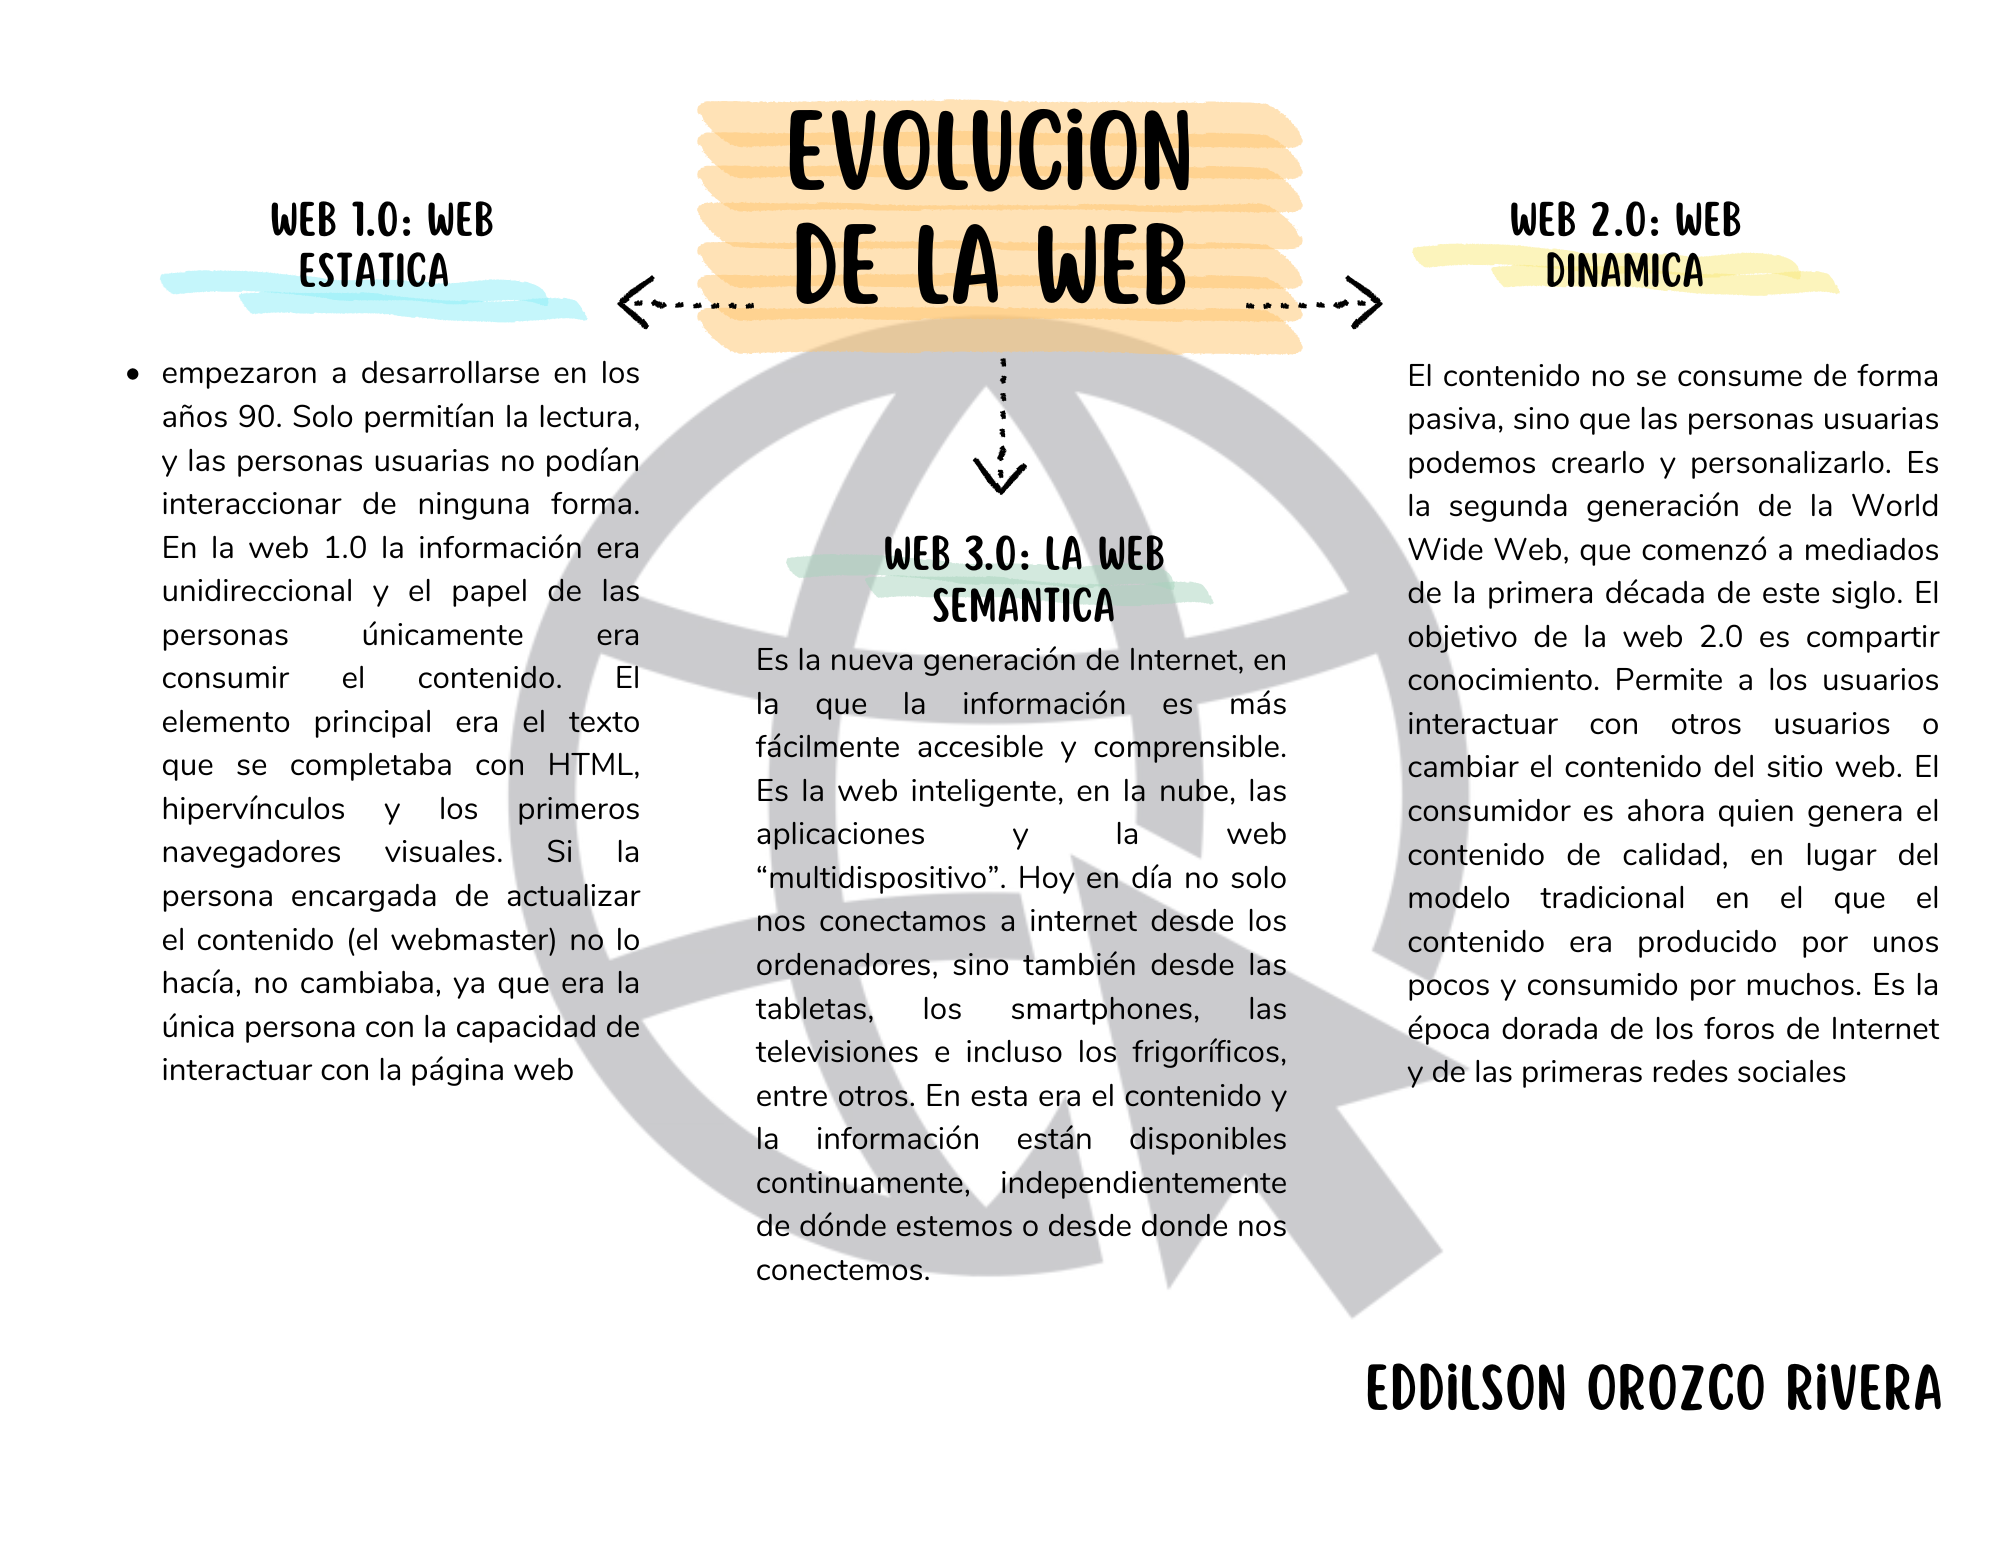 EVOLUCiON
DE LA WEB
WEB 1.0: WEB
ESTATICA
• empezaron a desarrollarse en los
años 90. Solo permitían la lectura,
y las personas usuarias no podían
interaccionar de ninguna forma.
En la web 1.0 la información era
unidireccional y el papel de las
personas únicamente era
consumir el contenido. El
elemento principal era el texto
que se completaba con HTML,
hipervínculos y los primeros
navegadores visuales. Si la
persona encargada de actualizar
el contenido (el webmaster) no lo
hacía, no cambiaba, ya que era la
única persona con la capacidad de
interactuar con la página web
WEB 2.0: WEB
DINAMICA
El contenido no se consume de forma
pasiva, sino que las personas usuarias
podemos crearlo y personalizarlo. Es
la segunda generación de la World
Wide Web, que comenzó a mediados
de la primera década de este siglo. El
objetivo de la web 2.0 es compartir
conocimiento. Permite a los usuarios
interactuar con otros usuarios o
cambiar el contenido del sitio web. El
consumidor es ahora quien genera el
contenido de calidad, en lugar del
modelo tradicional en el que el
contenido era producido por unos
pocos y consumido por muchos. Es la
época dorada de los foros de Internet
y de las primeras redes sociales
WEB 3.0: LA WEB
SEMANTICA
Es la nueva generación de Internet, en
la que la información es más
fácilmente accesible y comprensible.
Es la web inteligente, en la nube, las
aplicaciones y la web
“multidispositivo”. Hoy en día no solo
nos conectamos a internet desde los
ordenadores, sino también desde las
tabletas, los smartphones, las
televisiones e incluso los frigoríficos,
entre otros. En esta era el contenido y
la información están disponibles
continuamente, independientemente
de dónde estemos o desde donde nos
conectemos.
EDDiLSON OROZCO RiVERA